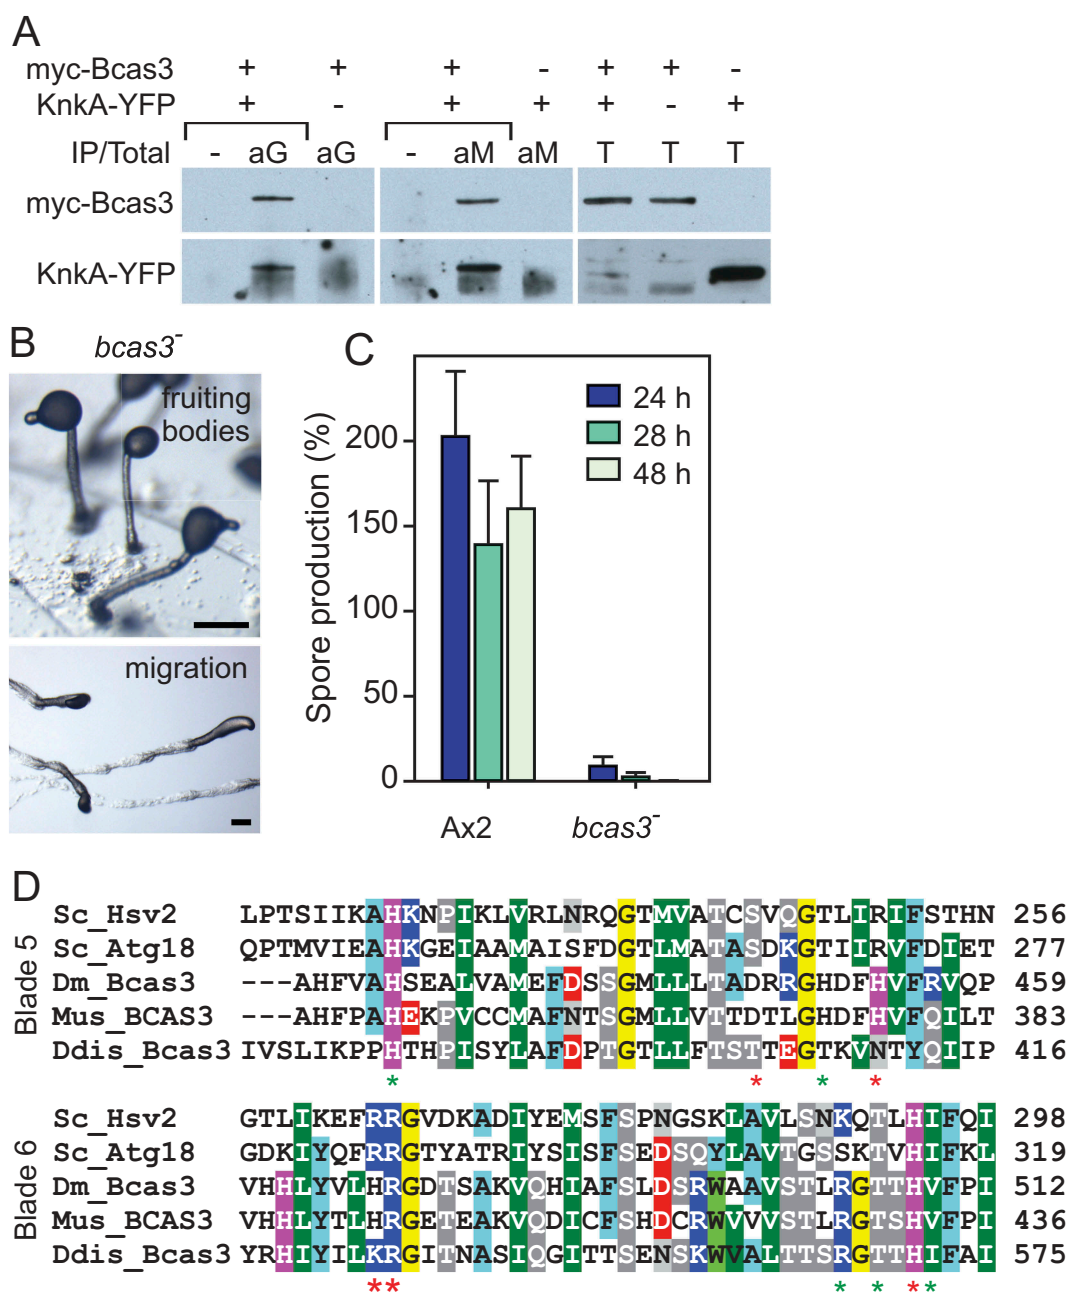 A
myc-Bcas3 + + + - + + -
KnkA-YFP + - + + + - +
IP/Total - aG aG - aM aM T T T
myc-Bcas3
KnkA-YFP
B
bcas3-
fruiting
bodies
migration
C
Spore production (%)
200
150
100
50
0
24 h
28 h
48 h
Ax2 bcas3-
D
Blade 5
Sc_Hsv2 LPTSIIKAHKNPIKLVRLNRQGTMVATCSVQGTLIRIFSTHN 256
Sc_Atg18 QPTMVIEAHKGEIAAMAISFDGTLMATASDKGTIIRVFDIET 277
Dm_Bcas3 ---AHFVAHSEALVAMEFDSSGMLLLTADRRGHDFHVFRVQP 459
Mus_BCAS3 ---AHFPAHEKPVCCMAFNTSGMLLVTTDTLGHDFHVFQILT 383
Ddis_Bcas3 IVSLIKPPHTHPISYLAFDPTGTLLFTSTTEGTKVNTYQIIP 416
* * * *
Blade 6
Sc_Hsv2 GTLIKEFRRGVDKADIYEMSFSPNGSKLAVLSNKQTLHIFQI 298
Sc_Atg18 GDKIYQFRRGTYATRIYSISFSEDSQYLAVTGSSKTVHIFKL 319
Dm_Bcas3 VHHLYVLHRGDTSAKVQHIAFSLDSRWAAVSTLRGTTHVFPI 512
Mus_BCAS3 VHHLYTLHRGETEAKVQDICFSHDCRWVVVSTLRGTSHVFPI 436
Ddis_Bcas3 YRHIYILKRGITNASIQGITTSENSKWVALTTSRGTTHIFAI 575
** * * **